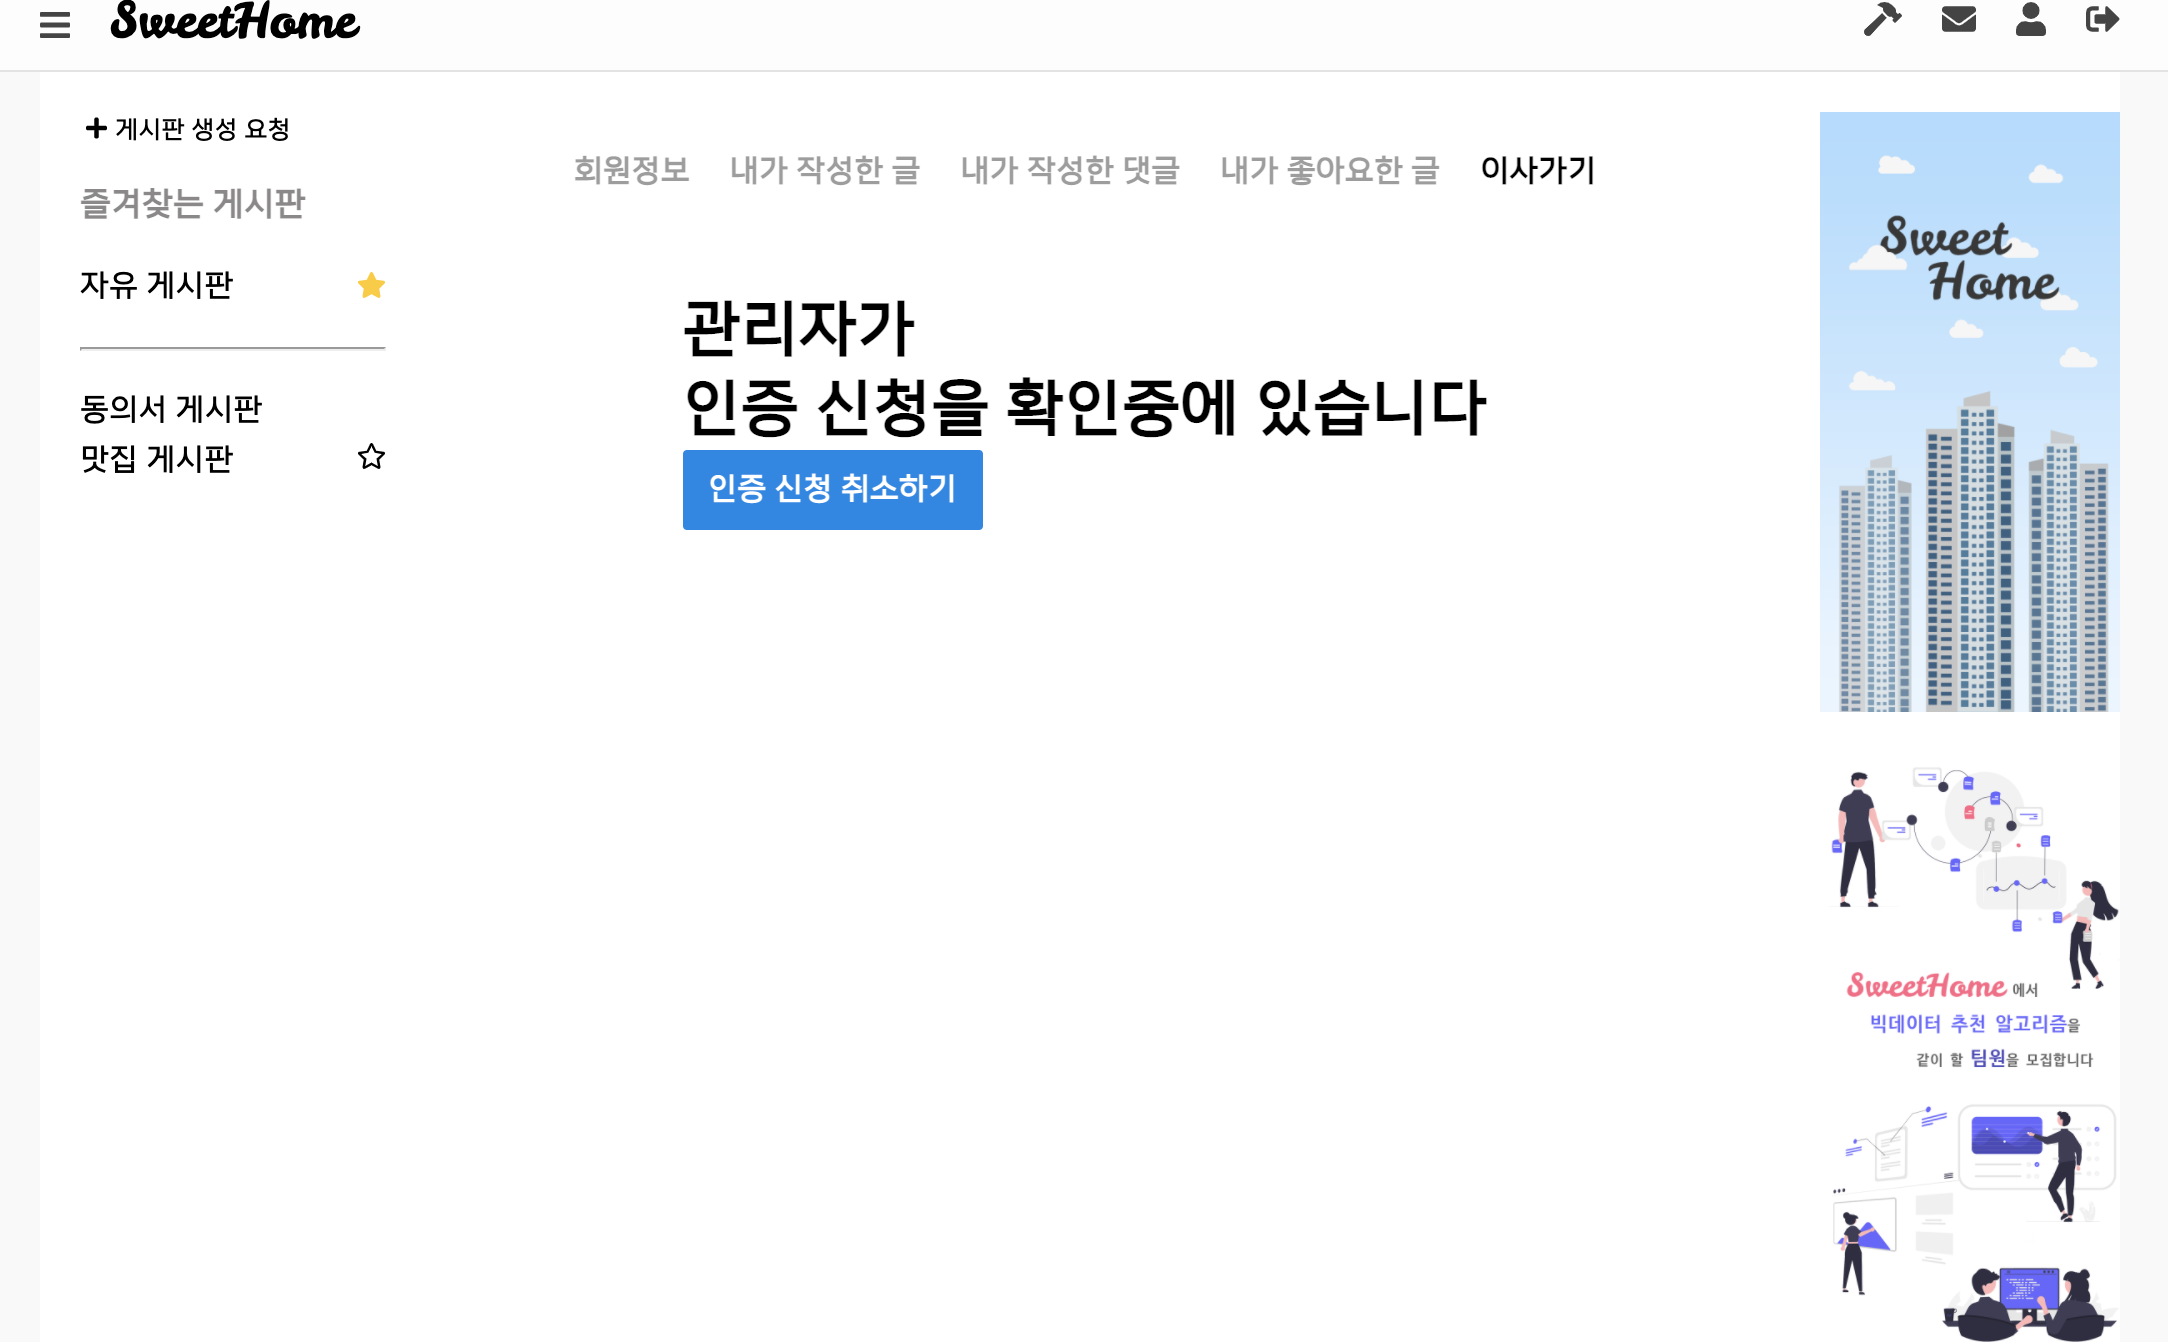 SweetHome
게시판 생성 요청
즐겨찾는 게시판
자유 게시판
동의서 게시판
맛집 게시판
회원정보 내가 작성한 글 내가 작성한 댓글 내가 좋아요한 글 이사가기
관리자가
인증 신청을 확인중에 있습니다
인증 신청 취소하기
Sweet
Home
SweetHome 에서
빅데이터 추천 알고리즘을
같이 할 팀원을 모집합니다